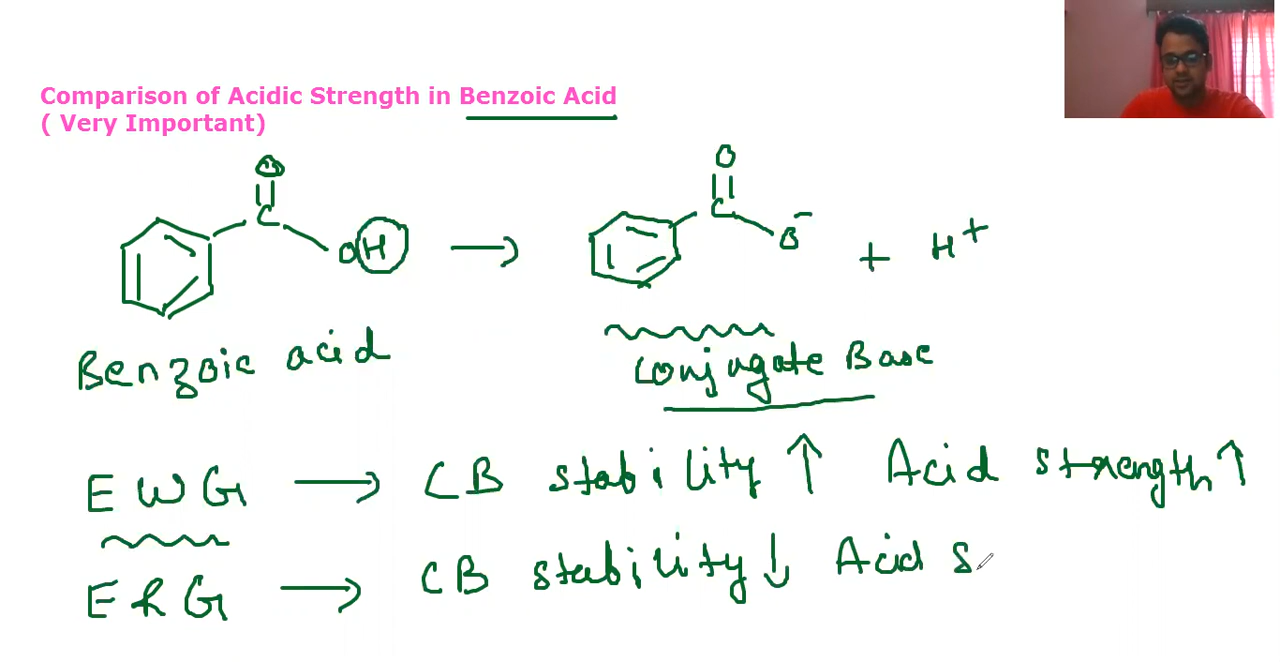 Comparison of Acidic Strength in Benzoic Acid
( Very Important)
O O
C C
OH → O⁻ + H⁺
Benzoic acid Conjugate Base
EWG → CB stability ↑ Acid strength ↑
ERG → CB stability ↓ Acid s